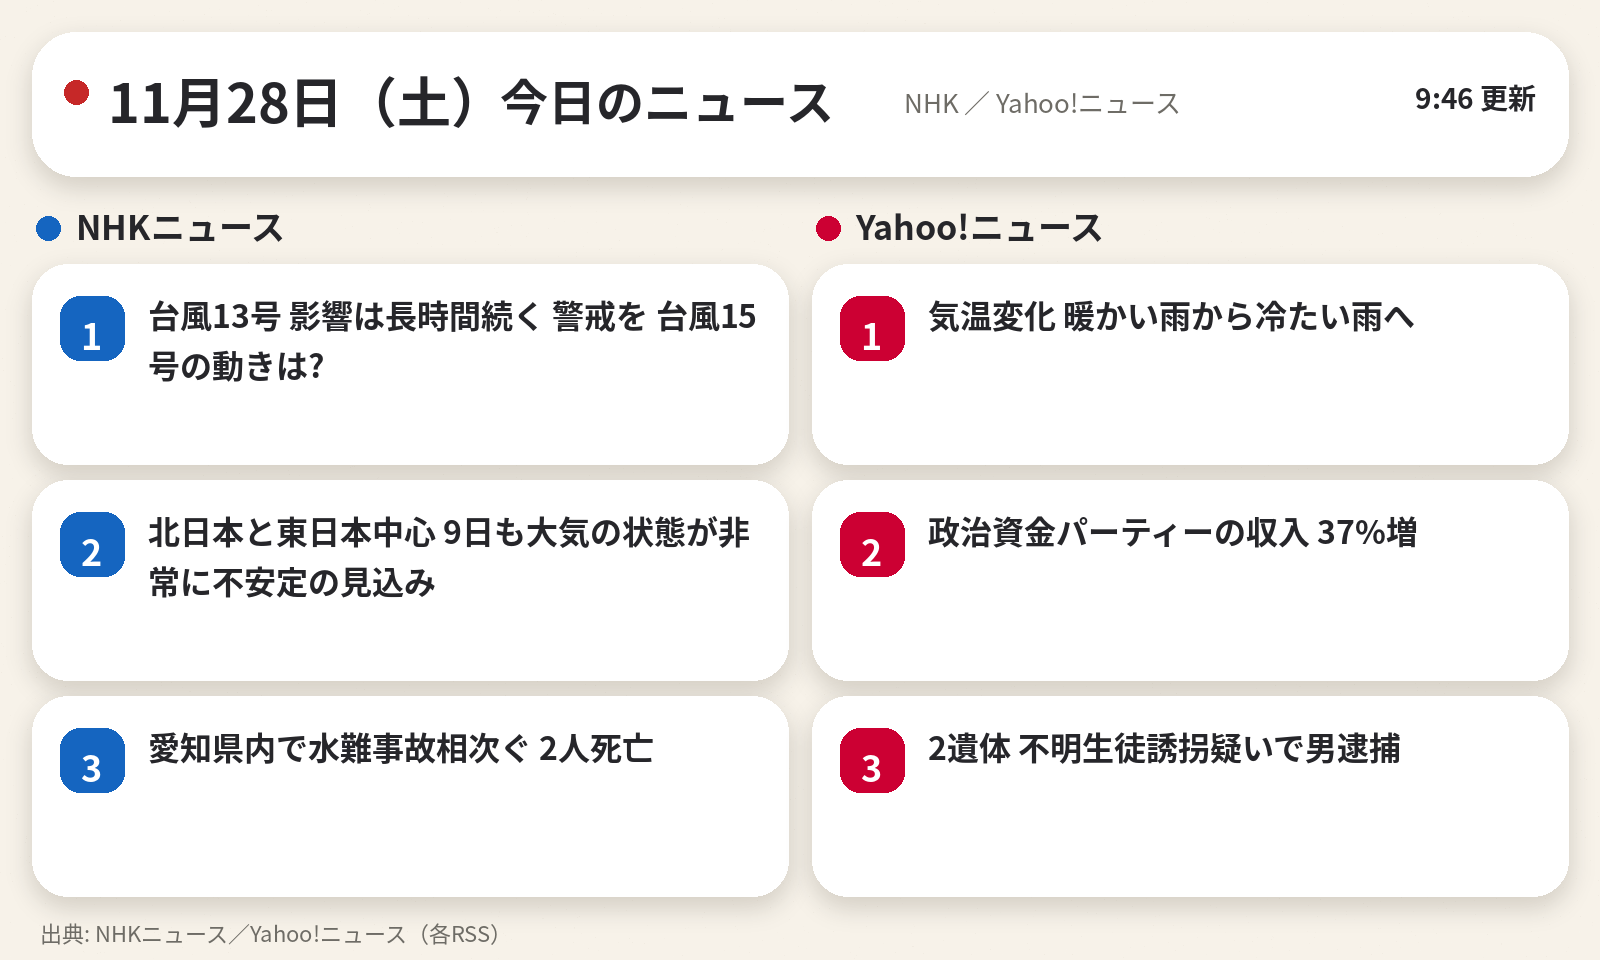 11月28日（土）今日のニュース
NHK ／ Yahoo!ニュース
9:46 更新
NHKニュース
1
台風13号 影響は長時間続く 警戒を 台風15
号の動きは?
2
北日本と東日本中心 9日も大気の状態が非
常に不安定の見込み
3
愛知県内で水難事故相次ぐ 2人死亡
Yahoo!ニュース
1
気温変化 暖かい雨から冷たい雨へ
2
政治資金パーティーの収入 37%増
3
2遺体 不明生徒誘拐疑いで男逮捕
出典: NHKニュース／Yahoo!ニュース（各RSS）